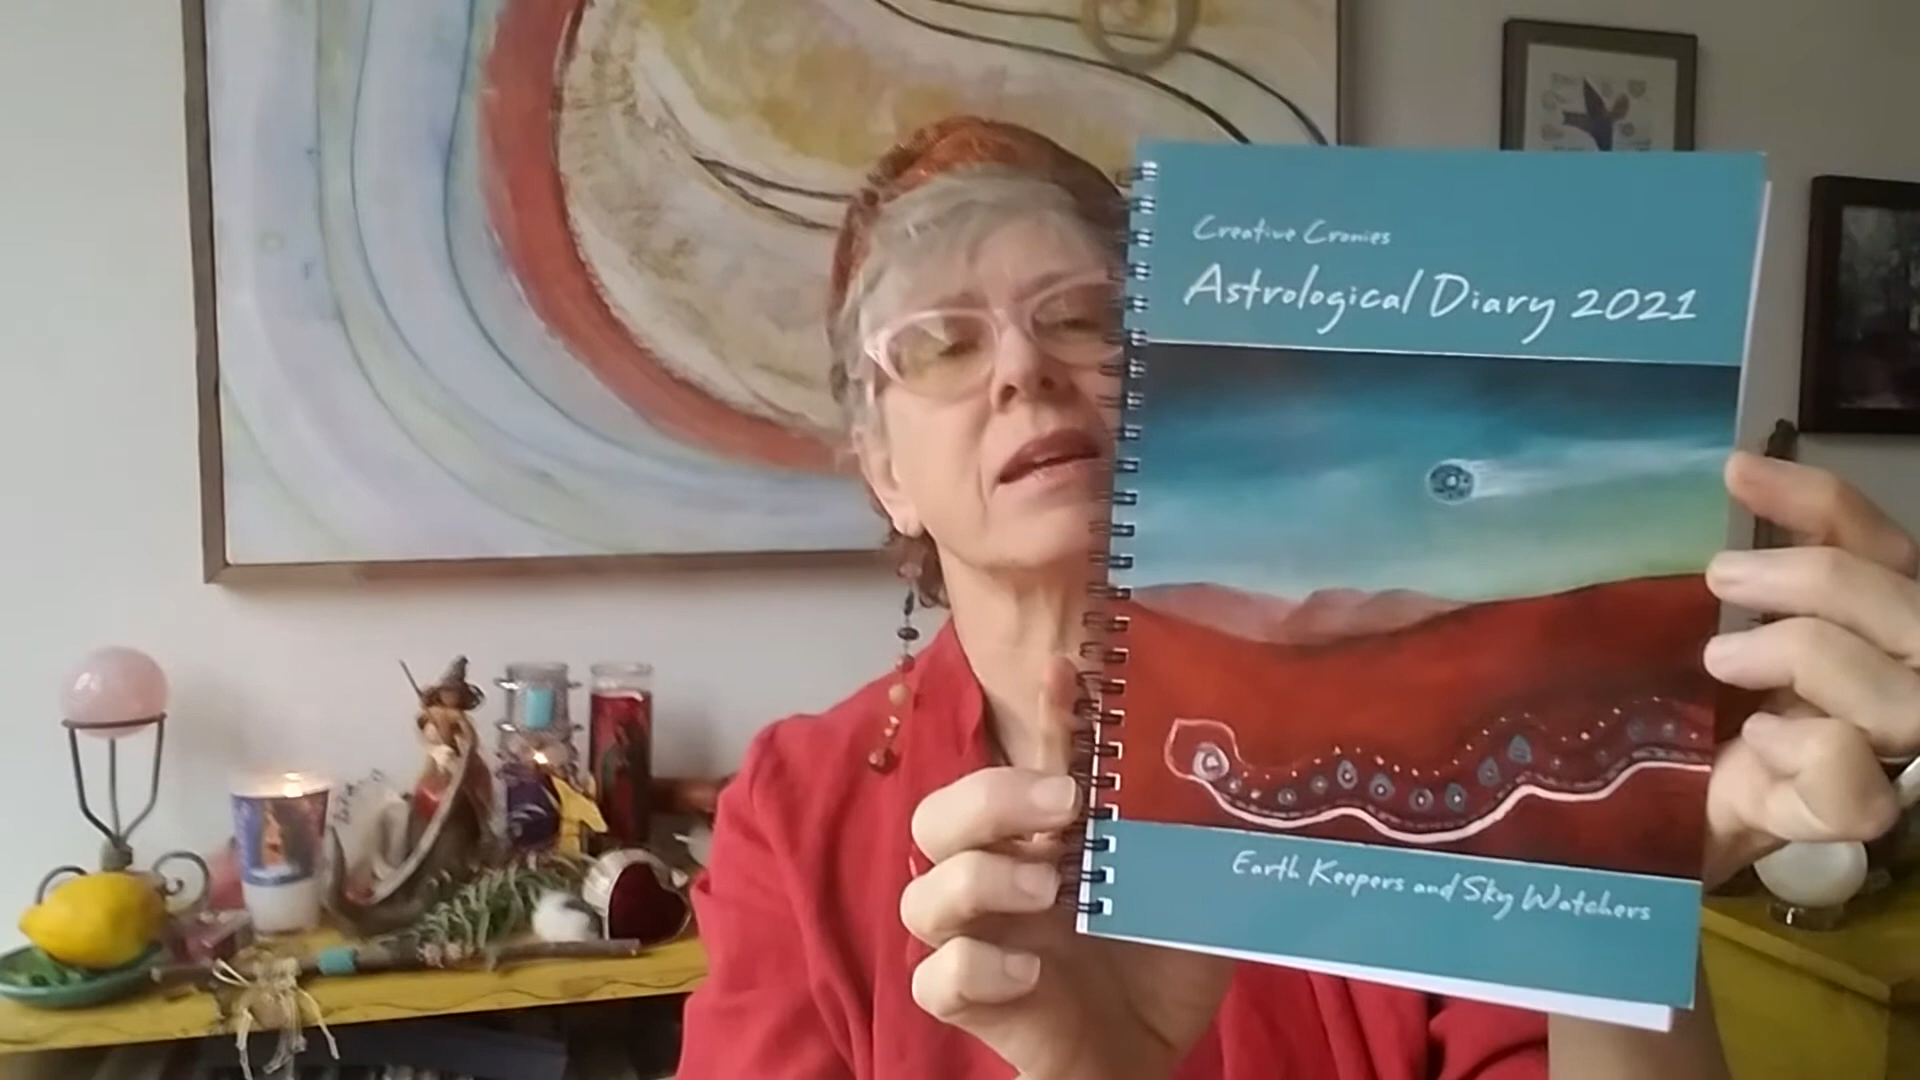 Creative Cronies
Astrological Diary 2021
Earth Keepers and Sky Watchers